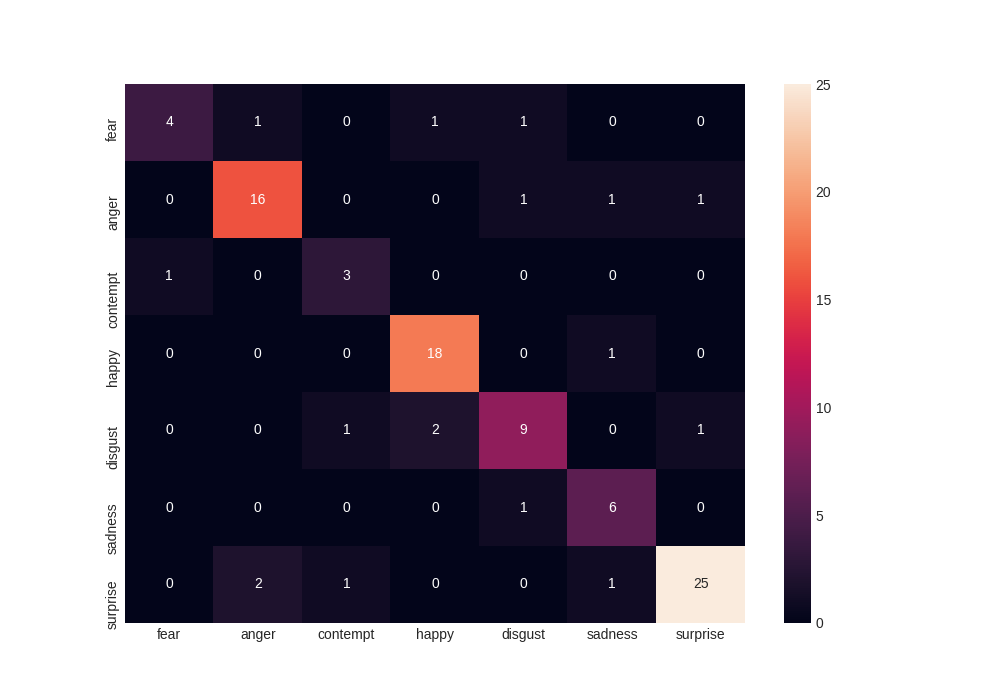 25
fear 4 1 0 1 1 0 0
20
anger 0 16 0 0 1 1 1
contempt 1 0 3 0 0 0 0
15
happy 0 0 0 18 0 1 0
10
disgust 0 0 1 2 9 0 1
5
sadness 0 0 0 0 1 6 0
surprise 0 2 1 0 0 1 25
0
fear anger contempt happy disgust sadness surprise